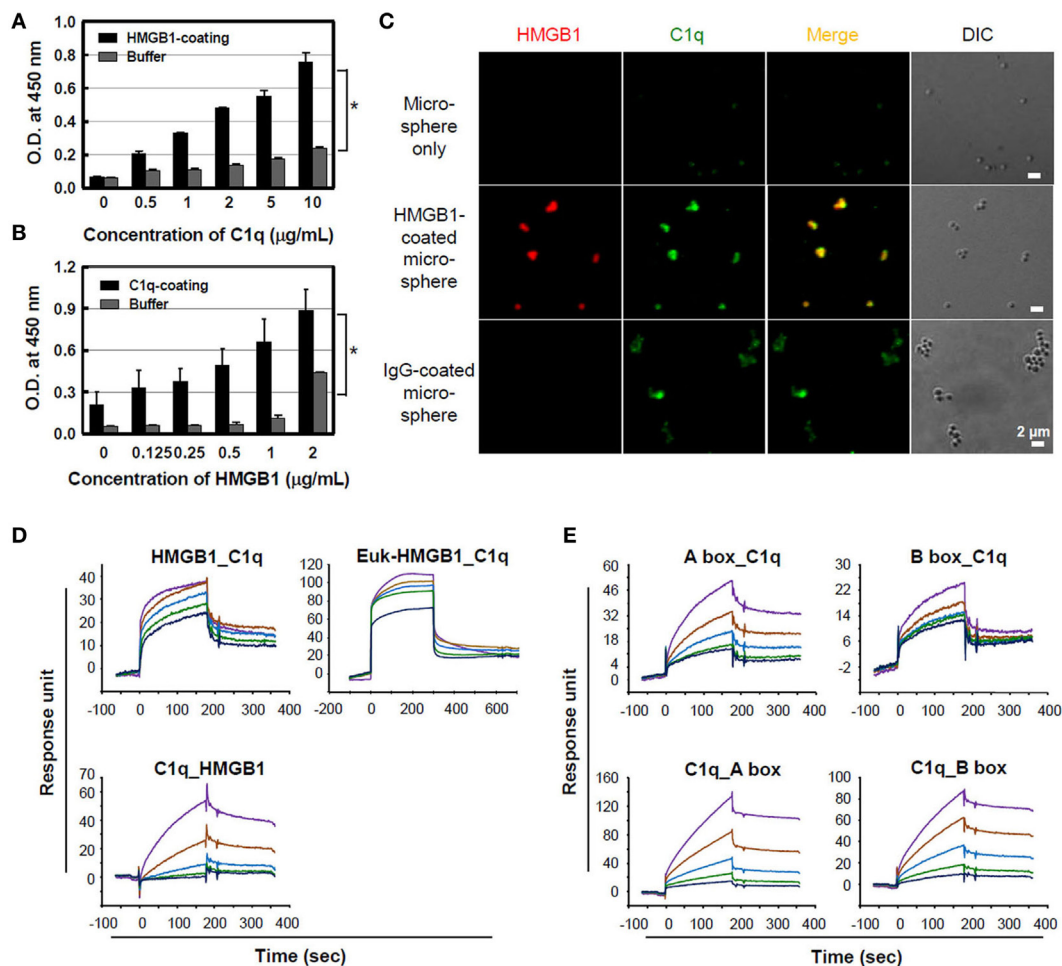 A
HMGB1-coating
Buffer
O.D. at 450 nm
1.0
0.8
0.6
0.4
0.2
0.0
*
0 0.5 1 2 5 10
Concentration of C1q (μg/mL)
B
C1q-coating
Buffer
O.D. at 450 nm
1.2
0.9
0.6
0.3
0.0
*
0 0.125 0.25 0.5 1 2
Concentration of HMGB1 (μg/mL)
C
HMGB1 C1q Merge DIC
Micro-
sphere
only
HMGB1-
coated
micro-
sphere
IgG-coated
micro-
sphere
2 μm
D
Response unit
HMGB1_C1q
40
30
20
10
0
-100 0 100 200 300 400
Euk-HMGB1_C1q
120
100
80
60
40
20
0
-200 0 200 400 600
C1q_HMGB1
70
60
50
40
30
20
10
0
-100 0 100 200 300 400
Time (sec)
E
Response unit
A box_C1q
60
46
32
18
4
0
-100 0 100 200 300 400
B box_C1q
30
22
14
6
-2
-100 0 100 200 300 400
C1q_A box
160
120
80
40
0
-100 0 100 200 300 400
C1q_B box
100
80
60
40
20
0
-100 0 100 200 300 400
Time (sec)